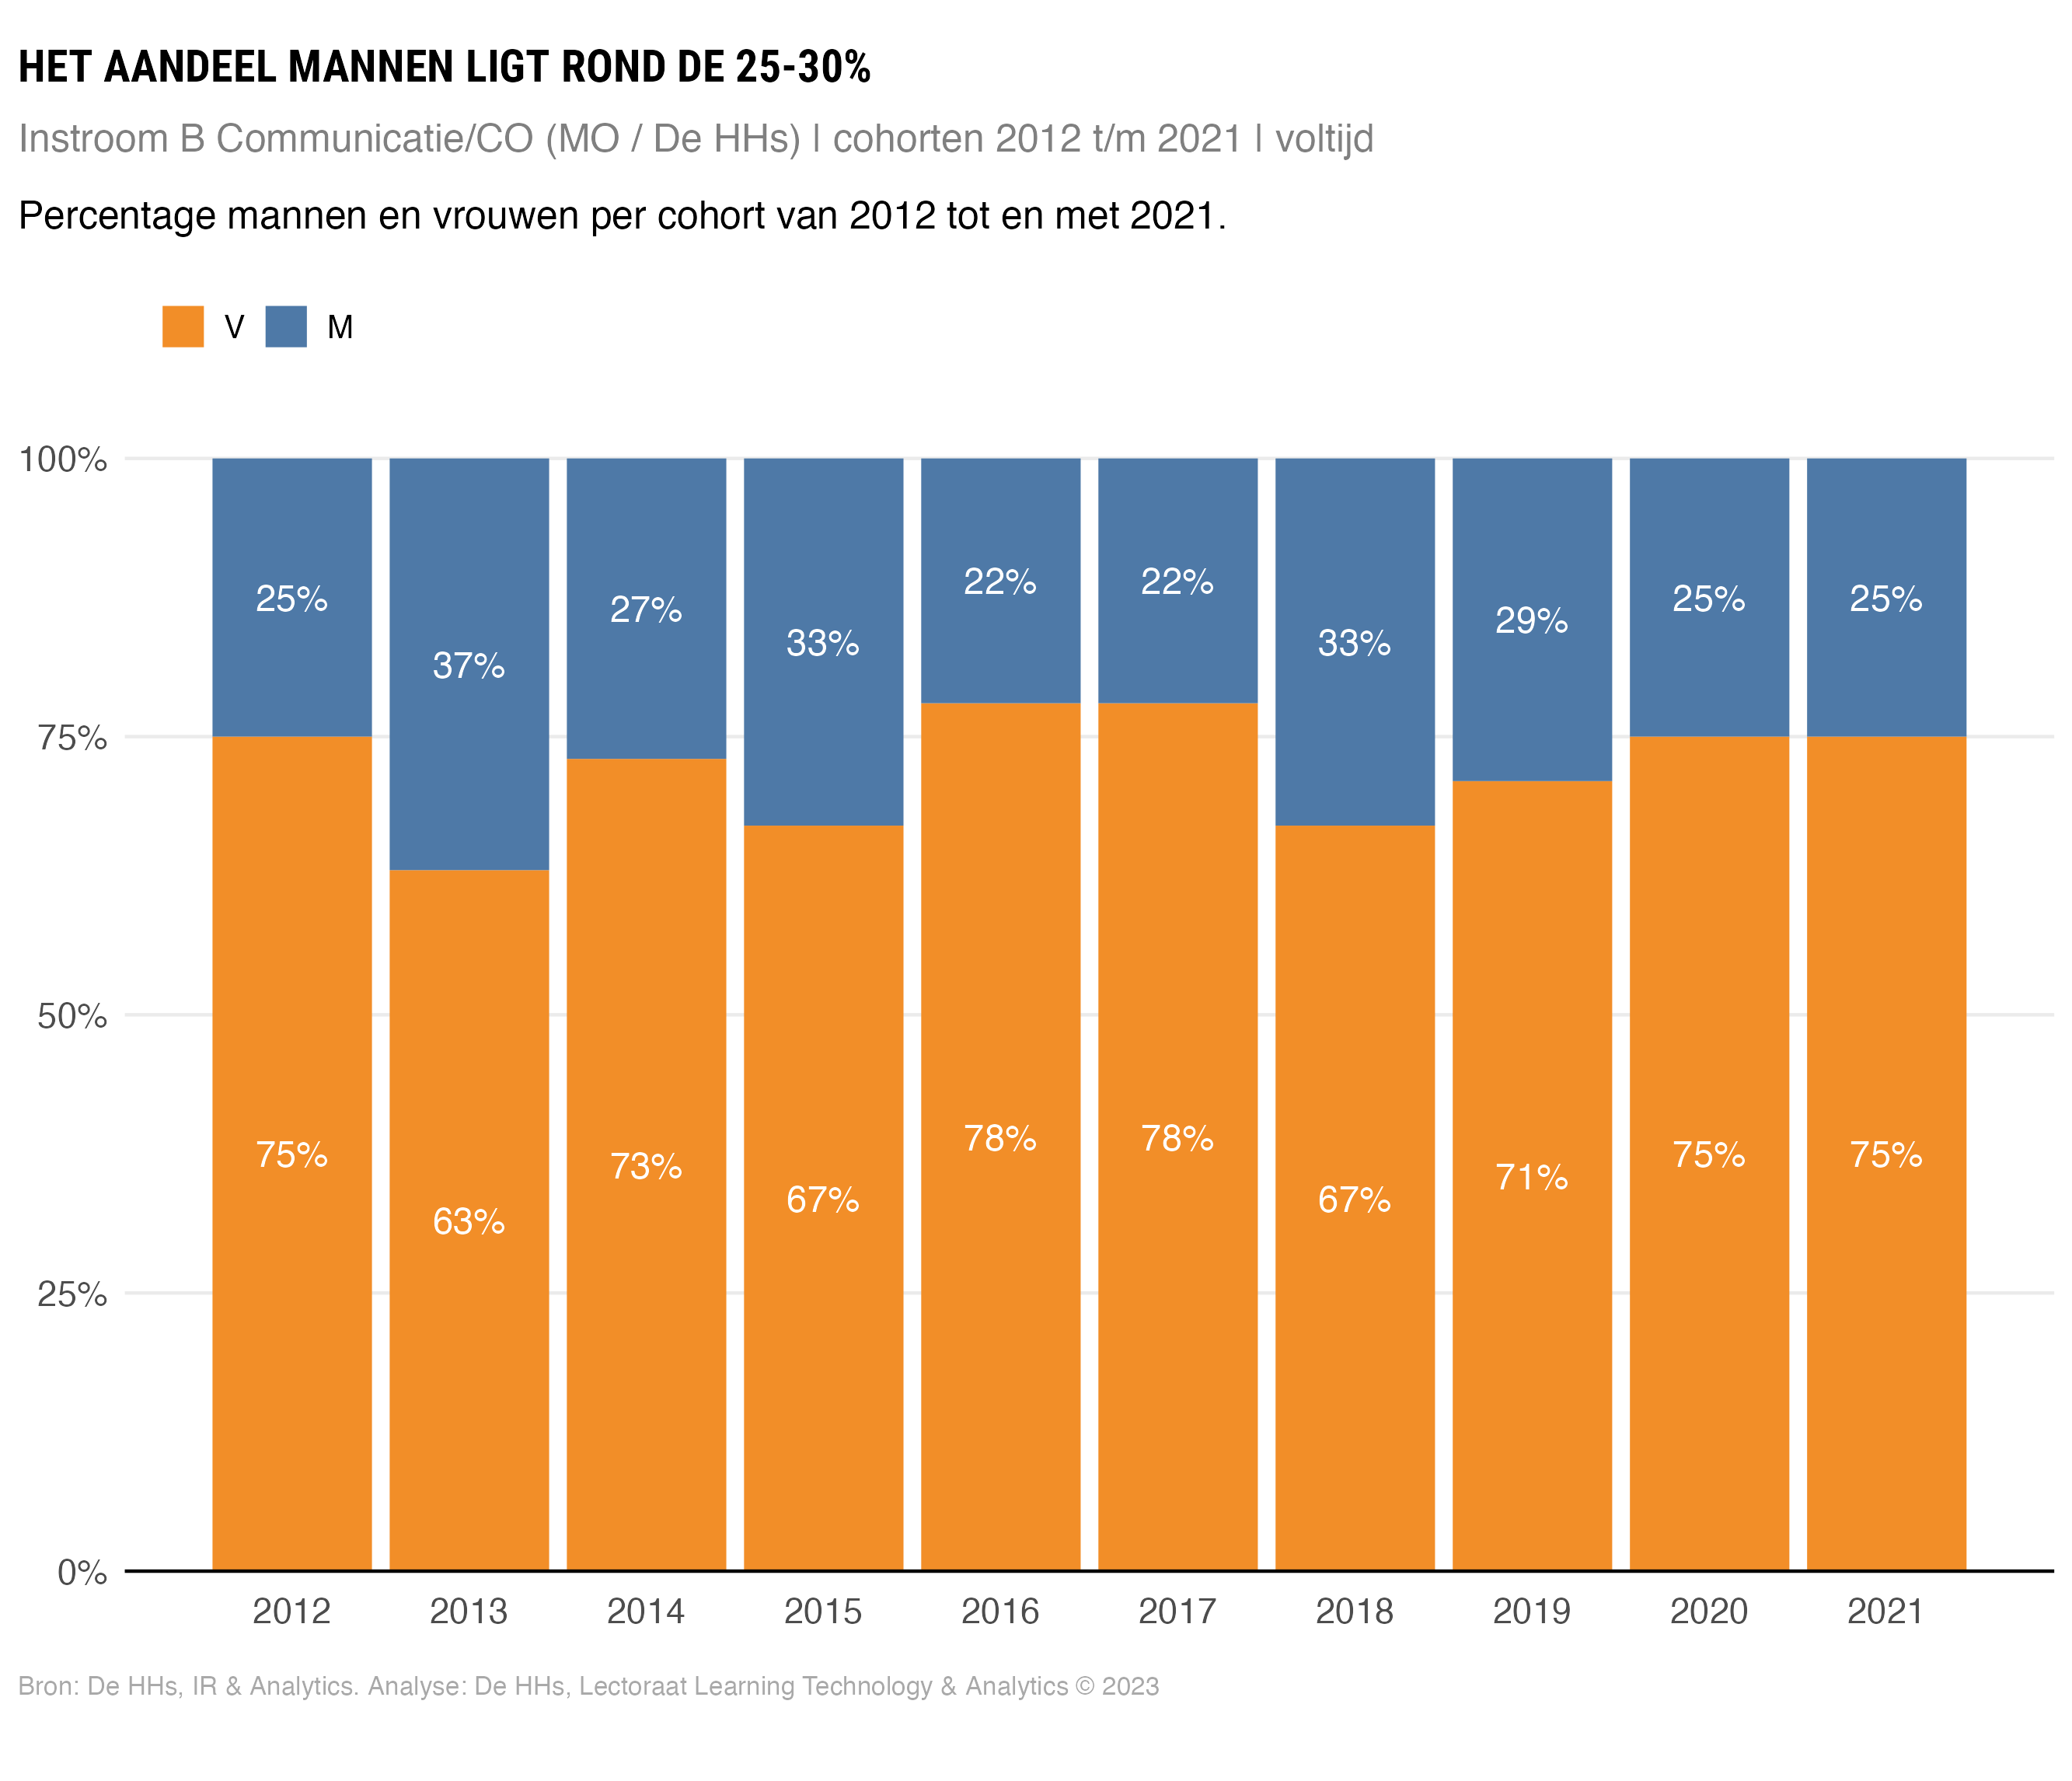 HET AANDEEL MANNEN LIGT ROND DE 25-30%
Instroom B Communicatie/CO (MO / De HHs) | cohorten 2012 t/m 2021 | voltijd
Percentage mannen en vrouwen per cohort van 2012 tot en met 2021.
V M
100%
75%
50%
25%
0%
25% 37% 27% 33% 22% 22% 33% 29% 25% 25%
75% 63% 73% 67% 78% 78% 67% 71% 75% 75%
2012 2013 2014 2015 2016 2017 2018 2019 2020 2021
Bron: De HHs, IR & Analytics. Analyse: De HHs, Lectoraat Learning Technology & Analytics © 2023